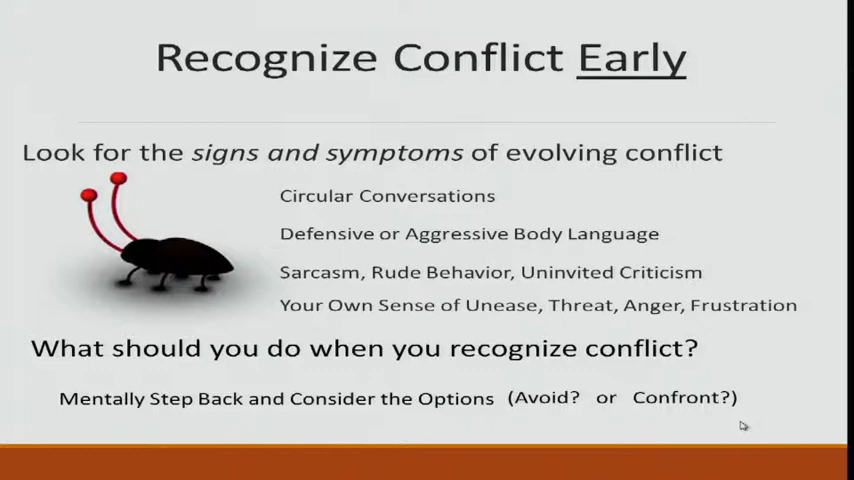 Recognize Conflict Early
Look for the signs and symptoms of evolving conflict
Circular Conversations
Defensive or Aggressive Body Language
Sarcasm, Rude Behavior, Uninvited Criticism
Your Own Sense of Unease, Threat, Anger, Frustration
What should you do when you recognize conflict?
Mentally Step Back and Consider the Options (Avoid? or Confront?)